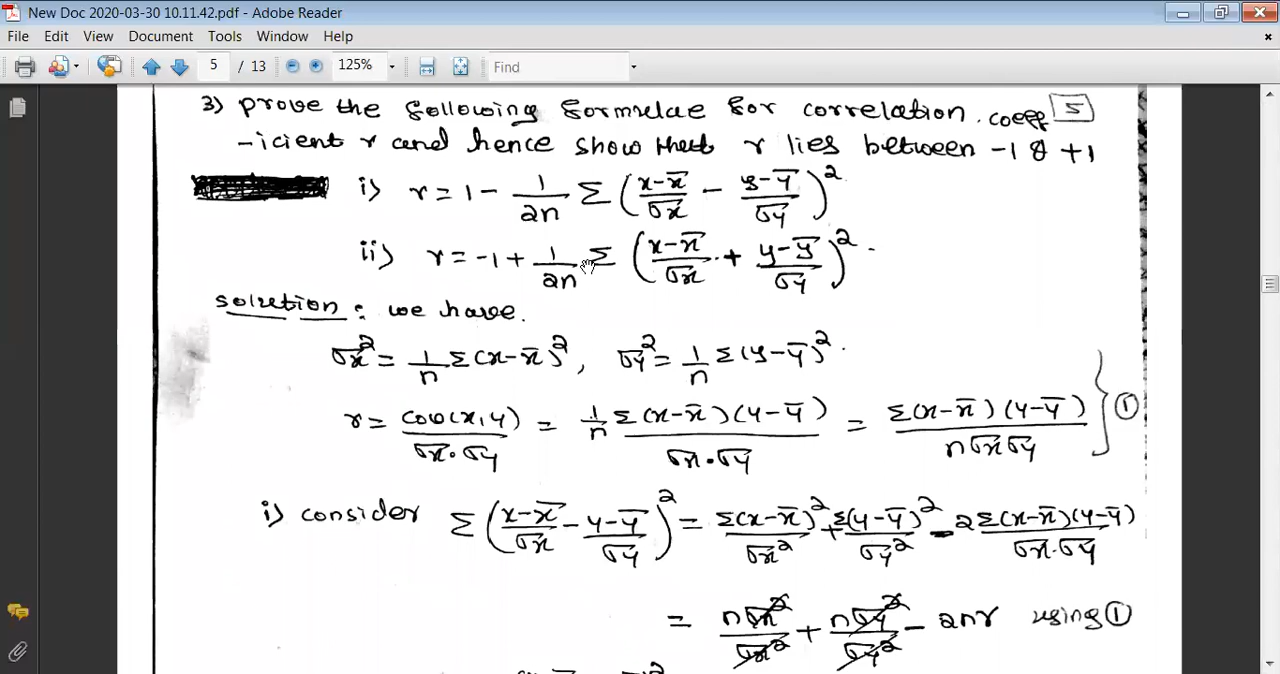 New Doc 2020-03-30 10.11.42.pdf - Adobe Reader
File Edit View Document Tools Window Help
5 / 13 125% Find
3) prove the following formulae for correlation coeff 5
-icient r and hence show that r lies between -1 & +1
i) r = 1 - 1/2n Σ ( x-x̄/σx - y-ȳ/σy )²
ii) r = -1 + 1/2n Σ ( x-x̄/σx + y-ȳ/σy )².
solution : we have.
σx² = 1/n Σ(x-x̄)², σy² = 1/n Σ(y-ȳ)².
r = cov(x,y)/σx·σy = 1/n Σ(x-x̄)(y-ȳ)/σx·σy = Σ(x-x̄)(y-ȳ)/nσxσy } ①
i) consider Σ ( x-x̄/σx - y-ȳ/σy )² = Σ(x-x̄)²/σx² + Σ(y-ȳ)²/σy² - 2Σ(x-x̄)(y-ȳ)/σx·σy
= nσx²/σx² + nσy²/σy² - 2nr using ①